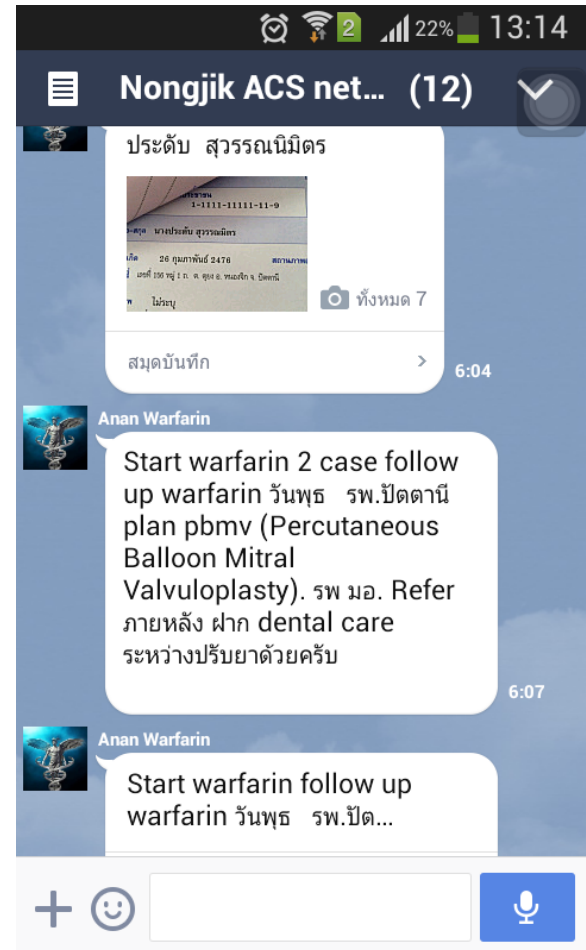 2 22% 13:14
Nongjik ACS net... (12)
ประดับ สุวรรณนิมิตร
1-1111-11111-11-9
นางประดับ สุวรรณนิมิตร
26 กุมภาพันธ์ 2476
ไม่ระบุ
ทั้งหมด 7
สมุดบันทึก
6:04
Anan Warfarin
Start warfarin 2 case follow
up warfarin วันพุธ รพ.ปัตตานี
plan pbmv (Percutaneous
Balloon Mitral
Valvuloplasty). รพ มอ. Refer
ภายหลัง ฝาก dental care
ระหว่างปรับยาด้วยครับ
6:07
Anan Warfarin
Start warfarin follow up
warfarin วันพุธ รพ.ปัต...